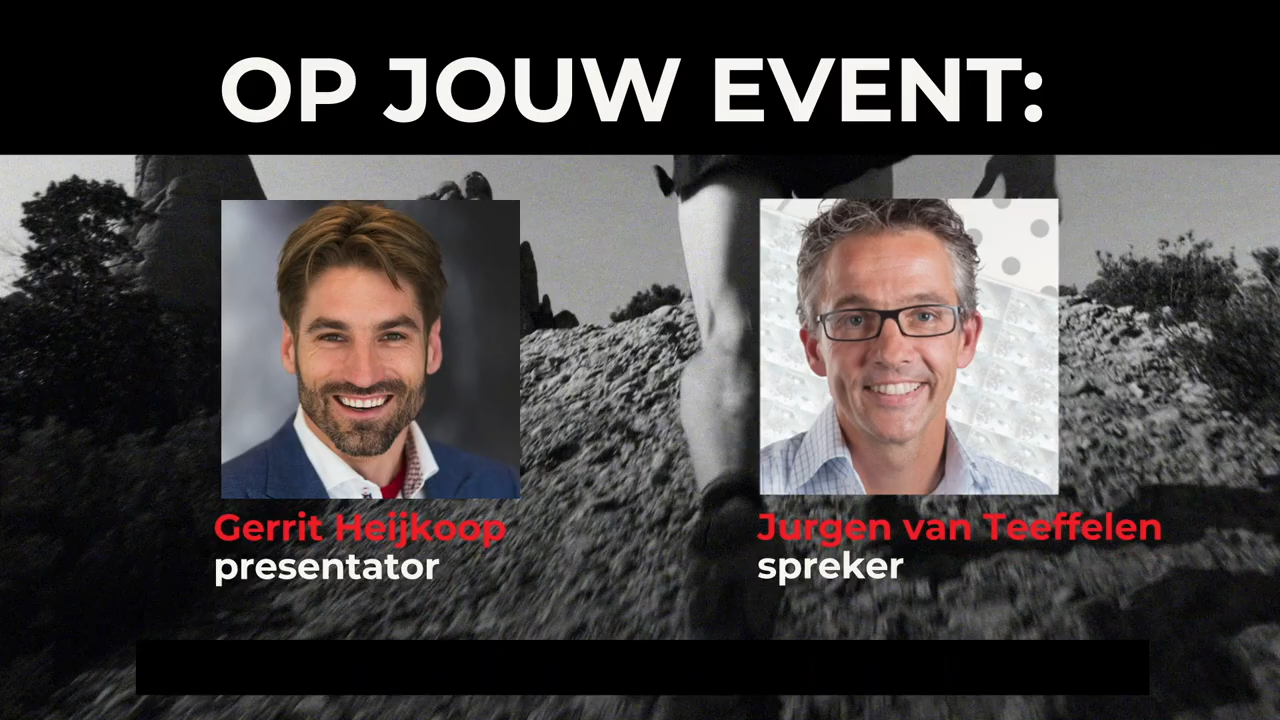 OP JOUW EVENT:
Gerrit Heijkoop
presentator
Jurgen van Teeffelen
spreker